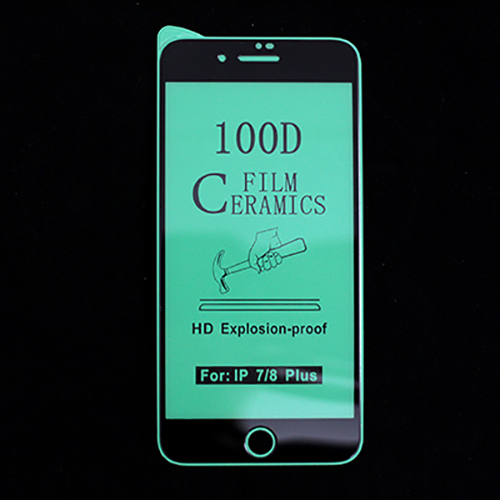 100D
FILM
CERAMICS
HD Explosion-proof
For: IP 7/8 Plus